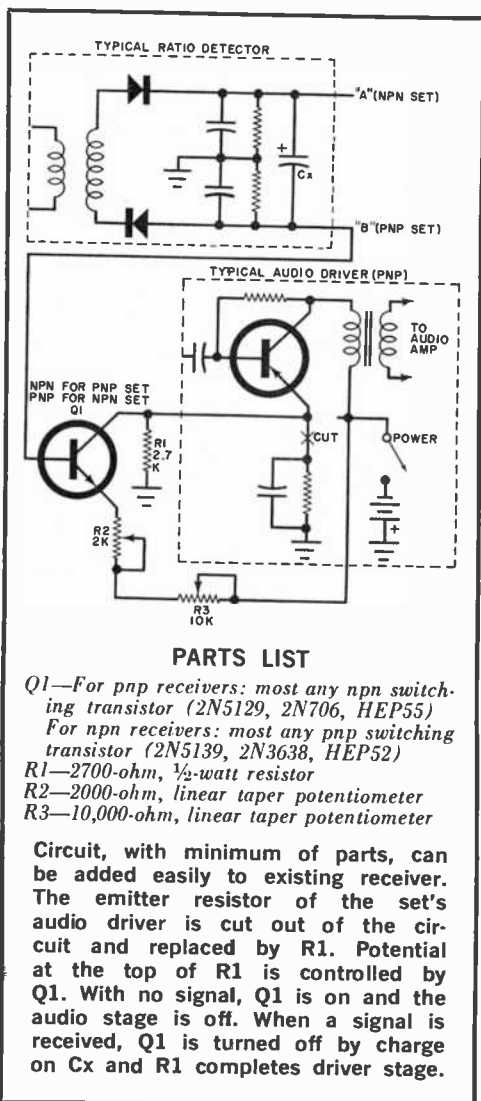 TYPICAL RATIO DETECTOR
"A"(NPN SET)
+
Cx
"B"(PNP SET)
TYPICAL AUDIO DRIVER(PNP)
TO
AUDIO
AMP
NPN FOR PNP SET
PNP FOR NPN SET
Q1
R1
2.7
K
CUT
POWER
+
R2
2K
R3
10K
PARTS LIST
Q1—For pnp receivers: most any npn switch-
ing transistor (2N5129, 2N706, HEP55)
For npn receivers: most any pnp switching
transistor (2N5139, 2N3638, HEP52)
R1—2700-ohm, ½-watt resistor
R2—2000-ohm, linear taper potentiometer
R3—10,000-ohm, linear taper potentiometer
Circuit, with minimum of parts, can
be added easily to existing receiver.
The emitter resistor of the set's
audio driver is cut out of the cir-
cuit and replaced by R1. Potential
at the top of R1 is controlled by
Q1. With no signal, Q1 is on and the
audio stage is off. When a signal is
received, Q1 is turned off by charge
on Cx and R1 completes driver stage.